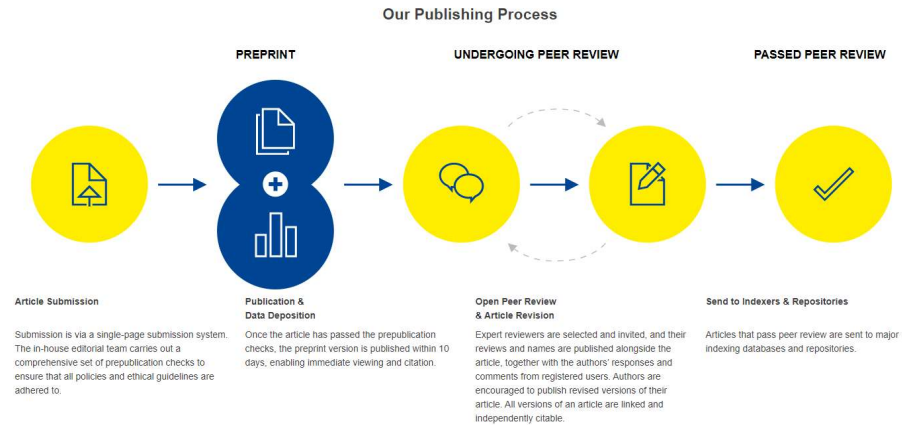 Our Publishing Process
PREPRINT
UNDERGOING PEER REVIEW
PASSED PEER REVIEW
Article Submission
Submission is via a single-page submission system.
The in-house editorial team carries out a
comprehensive set of prepublication checks to
ensure that all policies and ethical guidelines are
adhered to.
Publication &
Data Deposition
Once the article has passed the prepublication
checks, the preprint version is published within 10
days, enabling immediate viewing and citation.
Open Peer Review
& Article Revision
Expert reviewers are selected and invited, and their
reviews and names are published alongside the
article, together with the authors' responses and
comments from registered users. Authors are
encouraged to publish revised versions of their
article. All versions of an article are linked and
independently citable.
Send to Indexers & Repositories
Articles that pass peer review are sent to major
indexing databases and repositories.